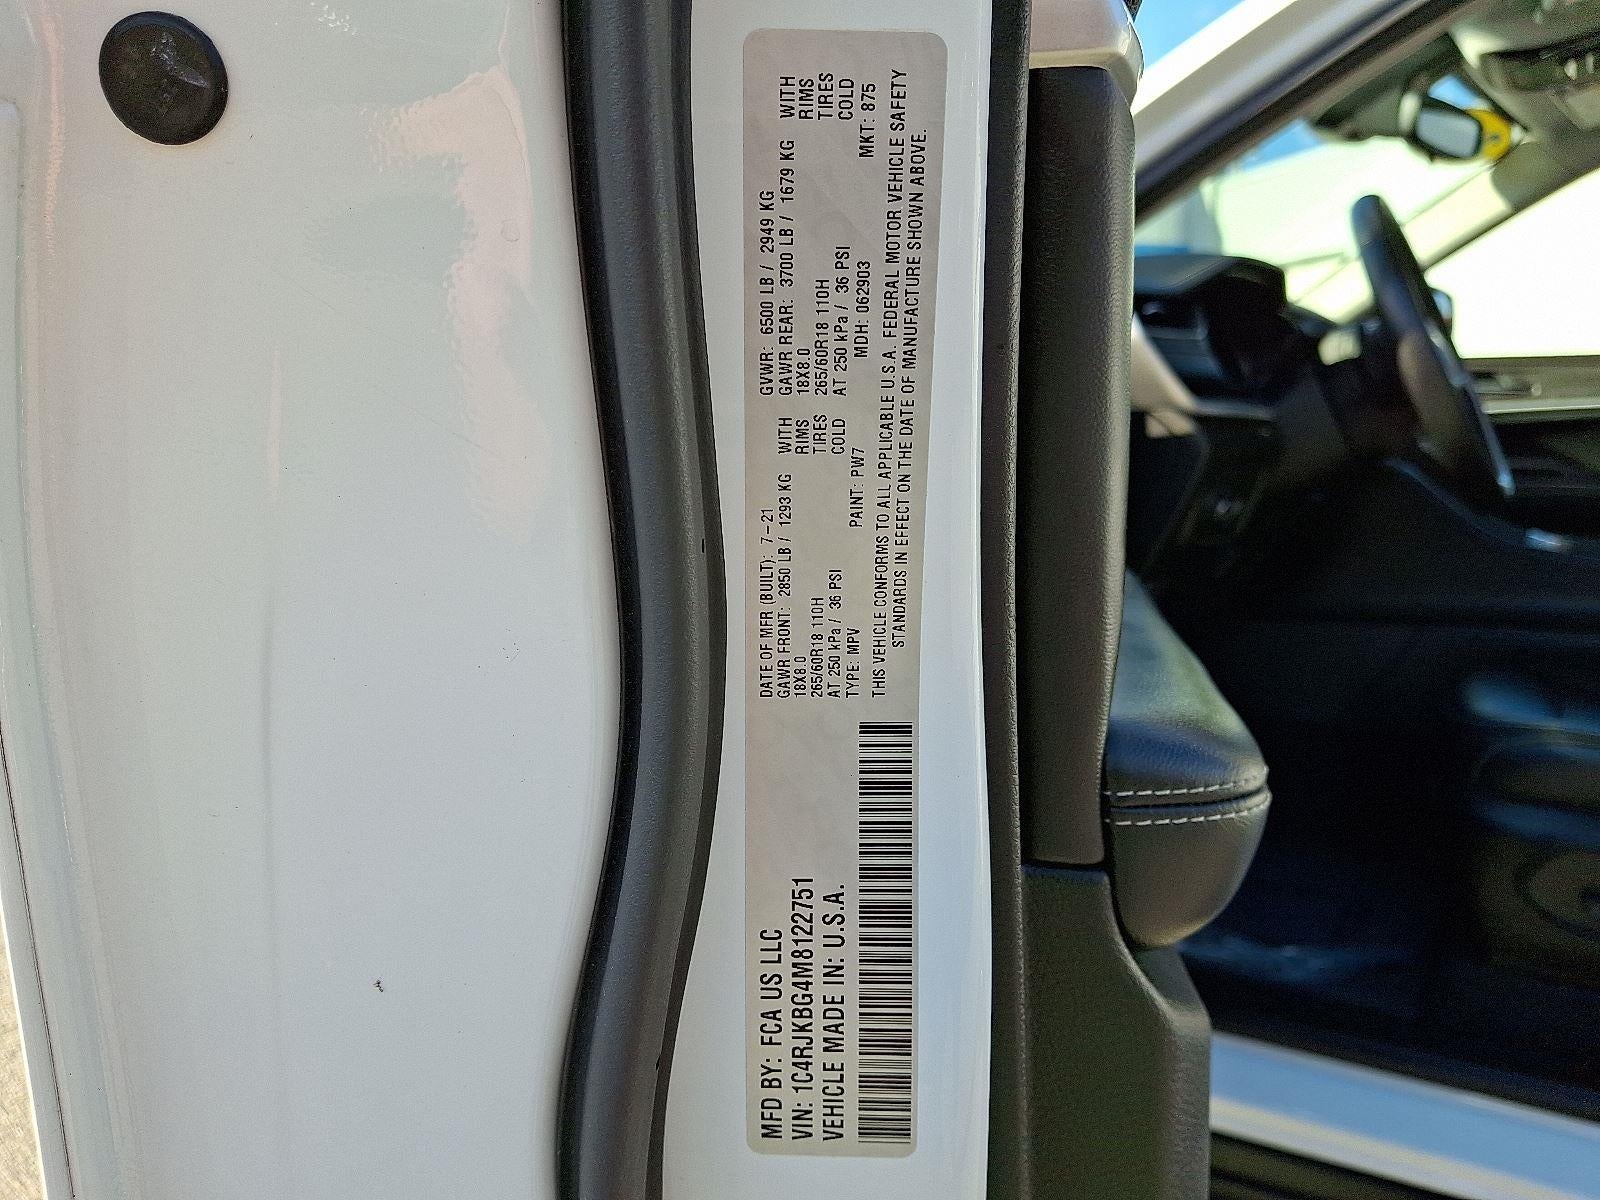 MFD BY: FCA US LLC
VIN: 1C4RJKBG4M8122751
VEHICLE MADE IN: U.S.A.
DATE OF MFR (BUILT): 7-21 GVWR: 6500 LB / 2949 KG
GAWR FRONT: 2850 LB / 1293 KG WITH GAWR REAR: 3700 LB / 1679 KG WITH
18X8.0 RIMS 18X8.0 RIMS
265/60R18 110H TIRES 265/60R18 110H TIRES
AT 250 kPa / 36 PSI COLD AT 250 kPa / 36 PSI COLD
TYPE: MPV PAINT: PW7 MDH: 062903 MKT: 875
THIS VEHICLE CONFORMS TO ALL APPLICABLE U.S.A. FEDERAL MOTOR VEHICLE SAFETY
STANDARDS IN EFFECT ON THE DATE OF MANUFACTURE SHOWN ABOVE.